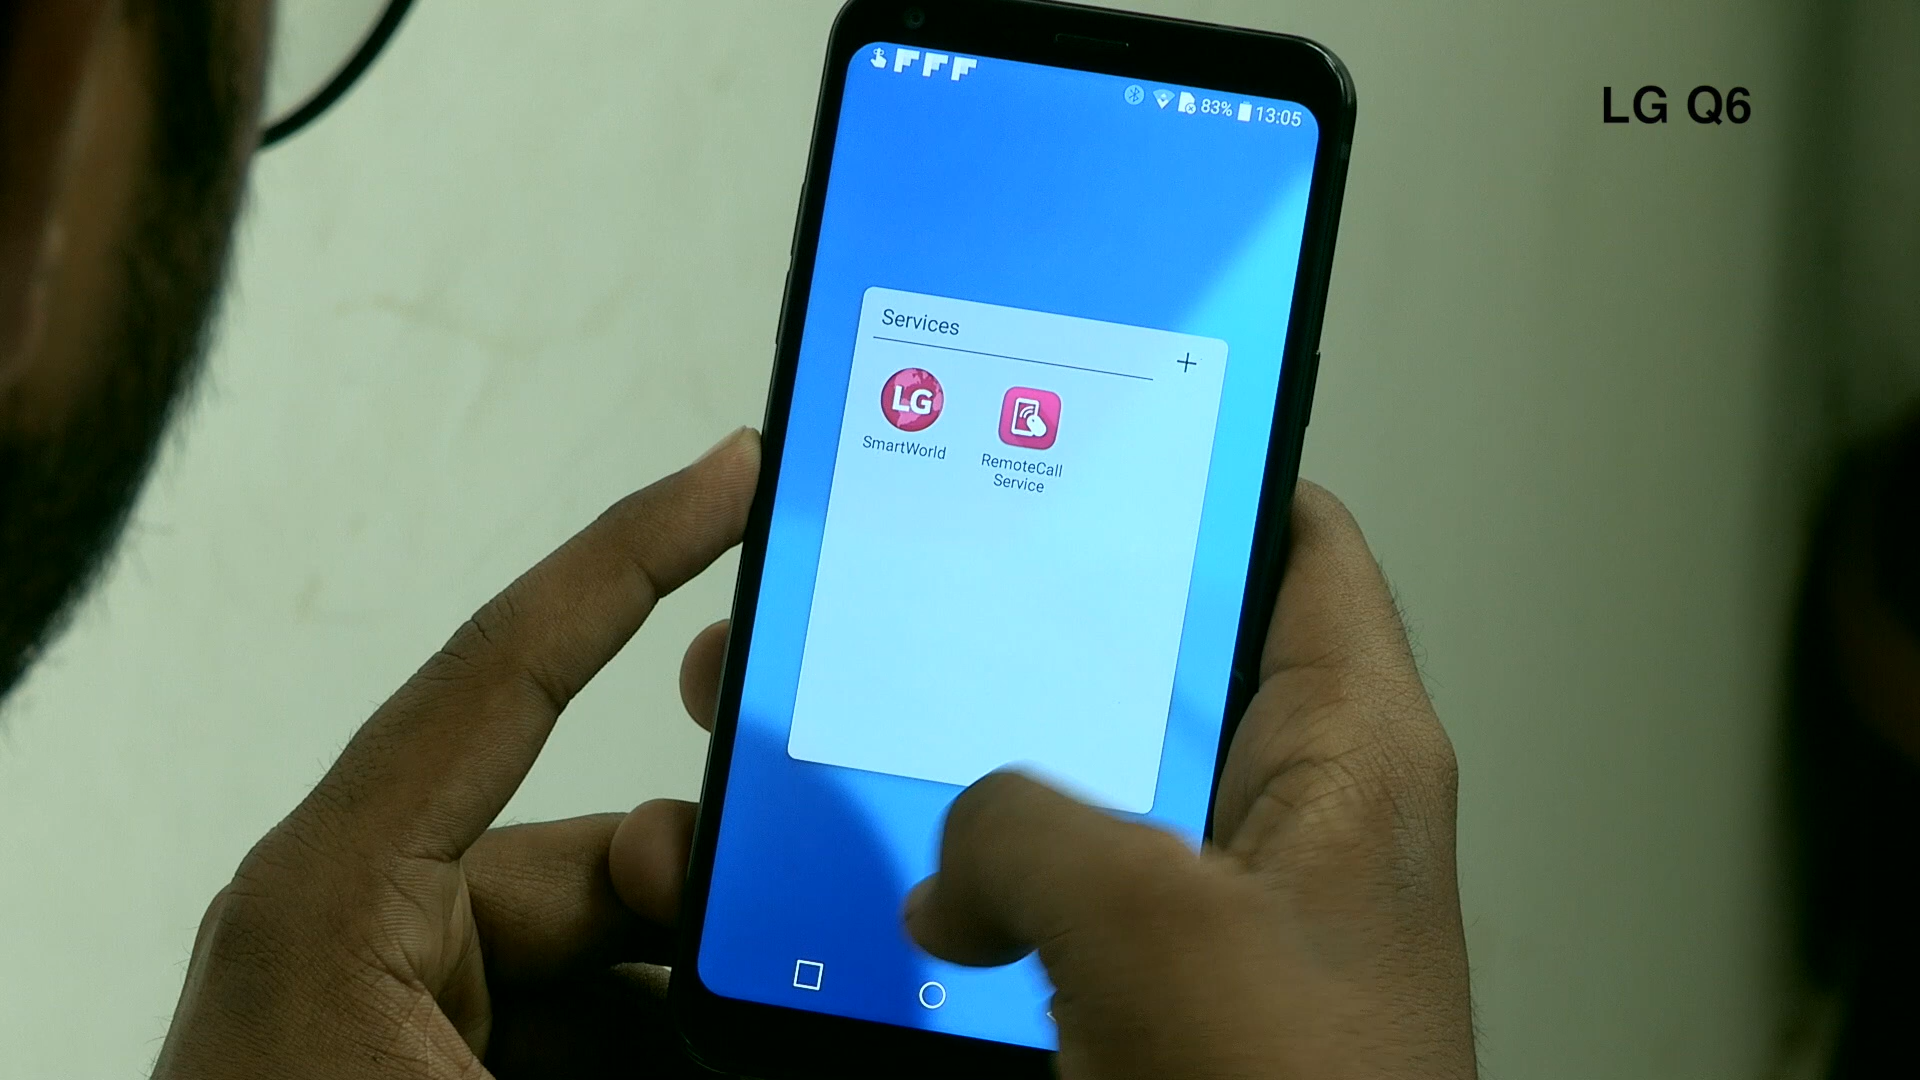 LG Q6
83% 13:05
Services
LG
SmartWorld
RemoteCall
Service